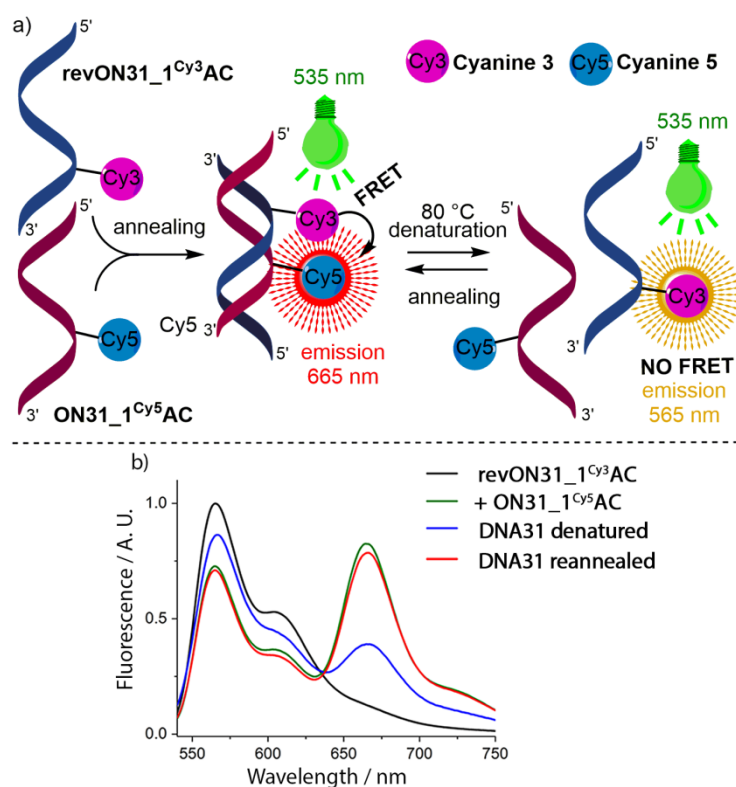 a)
5'
revON31_1Cy3AC
Cy3
3'
5'
annealing
Cy5
3'
ON31_1Cy5AC
535 nm
5'
3'
Cy3
FRET
Cy5
Cy5
3'
5'
emission
665 nm
80 °C
denaturation
annealing
Cy3 Cyanine 3
Cy5 Cyanine 5
535 nm
5'
5'
Cy3
Cy5
3'
3'
NO FRET
emission
565 nm
b)
revON31_1Cy3AC
+ ON31_1Cy5AC
DNA31 denatured
DNA31 reannealed
Fluorescence / A. U.
1.0
0.5
0.0
550 600 650 700 750
Wavelength / nm